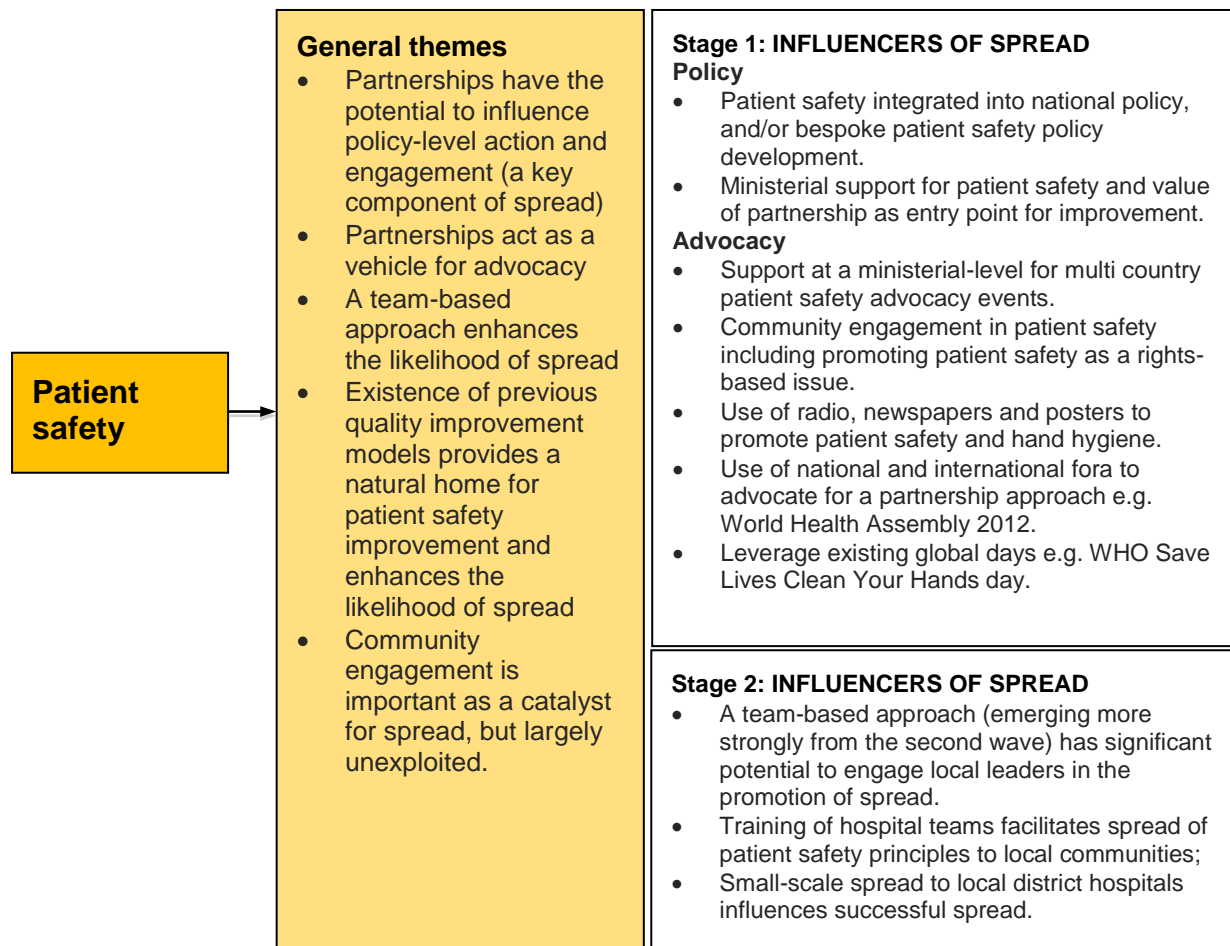 Patient
safety
General themes
• Partnerships have the
potential to influence
policy-level action and
engagement (a key
component of spread)
• Partnerships act as a
vehicle for advocacy
• A team-based
approach enhances
the likelihood of spread
• Existence of previous
quality improvement
models provides a
natural home for
patient safety
improvement and
enhances the
likelihood of spread
• Community
engagement is
important as a catalyst
for spread, but largely
unexploited.
Stage 1: INFLUENCERS OF SPREAD
Policy
• Patient safety integrated into national policy,
and/or bespoke patient safety policy
development.
• Ministerial support for patient safety and value
of partnership as entry point for improvement.
Advocacy
• Support at a ministerial-level for multi country
patient safety advocacy events.
• Community engagement in patient safety
including promoting patient safety as a rights-
based issue.
• Use of radio, newspapers and posters to
promote patient safety and hand hygiene.
• Use of national and international fora to
advocate for a partnership approach e.g.
World Health Assembly 2012.
• Leverage existing global days e.g. WHO Save
Lives Clean Your Hands day.
Stage 2: INFLUENCERS OF SPREAD
• A team-based approach (emerging more
strongly from the second wave) has significant
potential to engage local leaders in the
promotion of spread.
• Training of hospital teams facilitates spread of
patient safety principles to local communities;
• Small-scale spread to local district hospitals
influences successful spread.